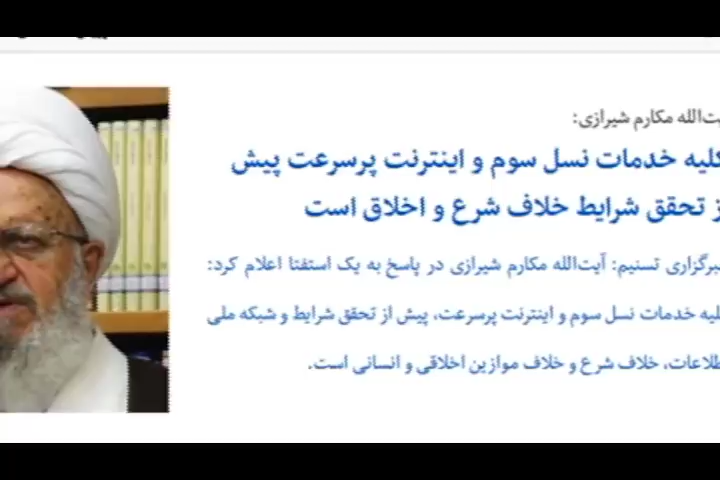 یت‌الله مکارم شیرازی:
کلیه خدمات نسل سوم و اینترنت پرسرعت پیش
ز تحقق شرایط خلاف شرع و اخلاق است
برگزاری تسنیم: آیت‌الله مکارم شیرازی در پاسخ به یک استفتا اعلام کرد:
لیه خدمات نسل سوم و اینترنت پرسرعت، پیش از تحقق شرایط و شبکه ملی
طلاعات، خلاف شرع و خلاف موازین اخلاقی و انسانی است.